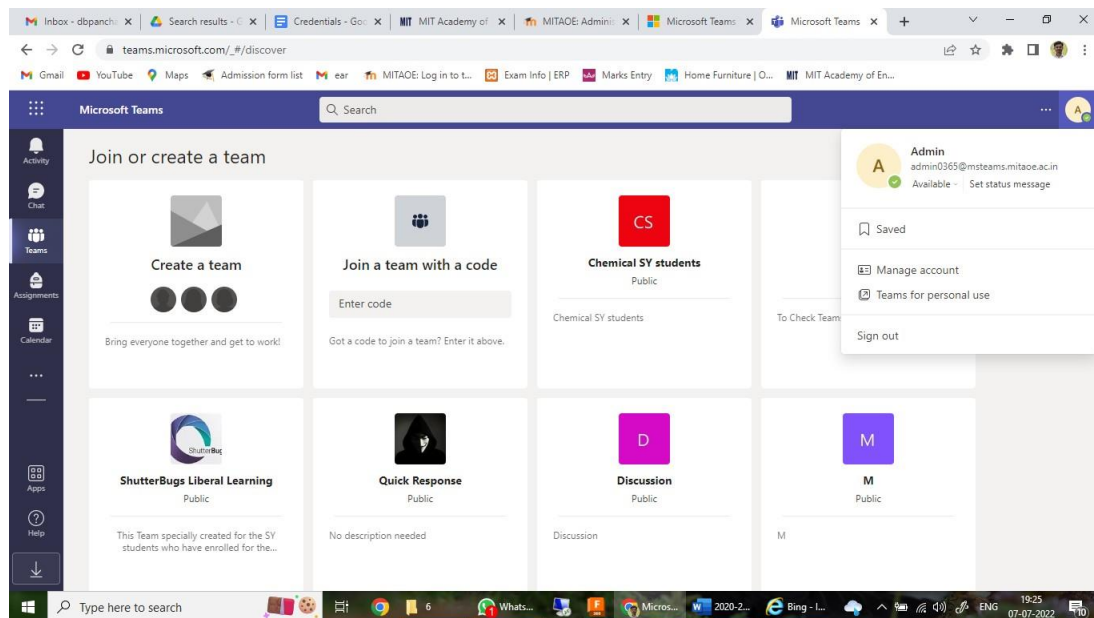 Inbox - dbpanch
Search results - G
Credentials - Goo
MIT MIT Academy of
MITAOE: Adminis
Microsoft Teams
Microsoft Teams
teams.microsoft.com/_#/discover
Gmail
YouTube
Maps
Admission form list
ear
MITAOE: Log in to t...
Exam Info | ERP
Marks Entry
Home Furniture | O...
MIT MIT Academy of En...
Microsoft Teams
Search
A
Activity
Chat
Teams
Assignments
Calendar
Apps
Help
Join or create a team
Create a team
Bring everyone together and get to work!
Join a team with a code
Enter code
Got a code to join a team? Enter it above.
CS
Chemical SY students
Public
Chemical SY students
To Check Team
A
Admin
admin0365@msteams.mitaoe.ac.in
Available
Set status message
Saved
Manage account
Teams for personal use
Sign out
ShutterBug
ShutterBugs Liberal Learning
Public
This Team specially created for the SY
students who have enrolled for the...
Quick Response
Public
No description needed
D
Discussion
Public
Discussion
M
M
Public
M
Type here to search
6
Whats...
Micros...
2020-2...
Bing - I...
ENG
19:25
07-07-2022
10